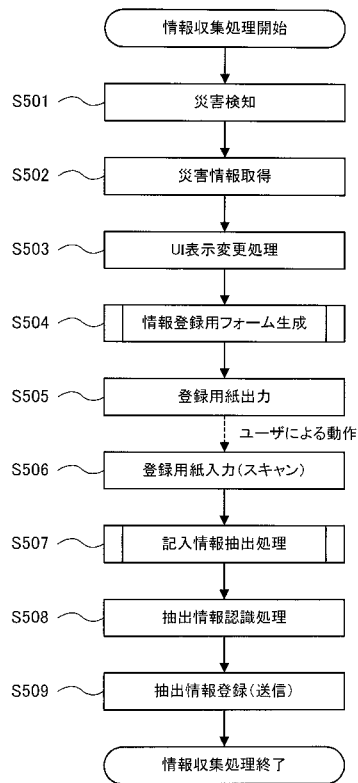 情報収集処理開始
S501 災害検知
S502 災害情報取得
S503 UI表示変更処理
S504 情報登録用フォーム生成
S505 登録用紙出力
ユーザによる動作
S506 登録用紙入力(スキャン)
S507 記入情報抽出処理
S508 抽出情報認識処理
S509 抽出情報登録(送信)
情報収集処理終了